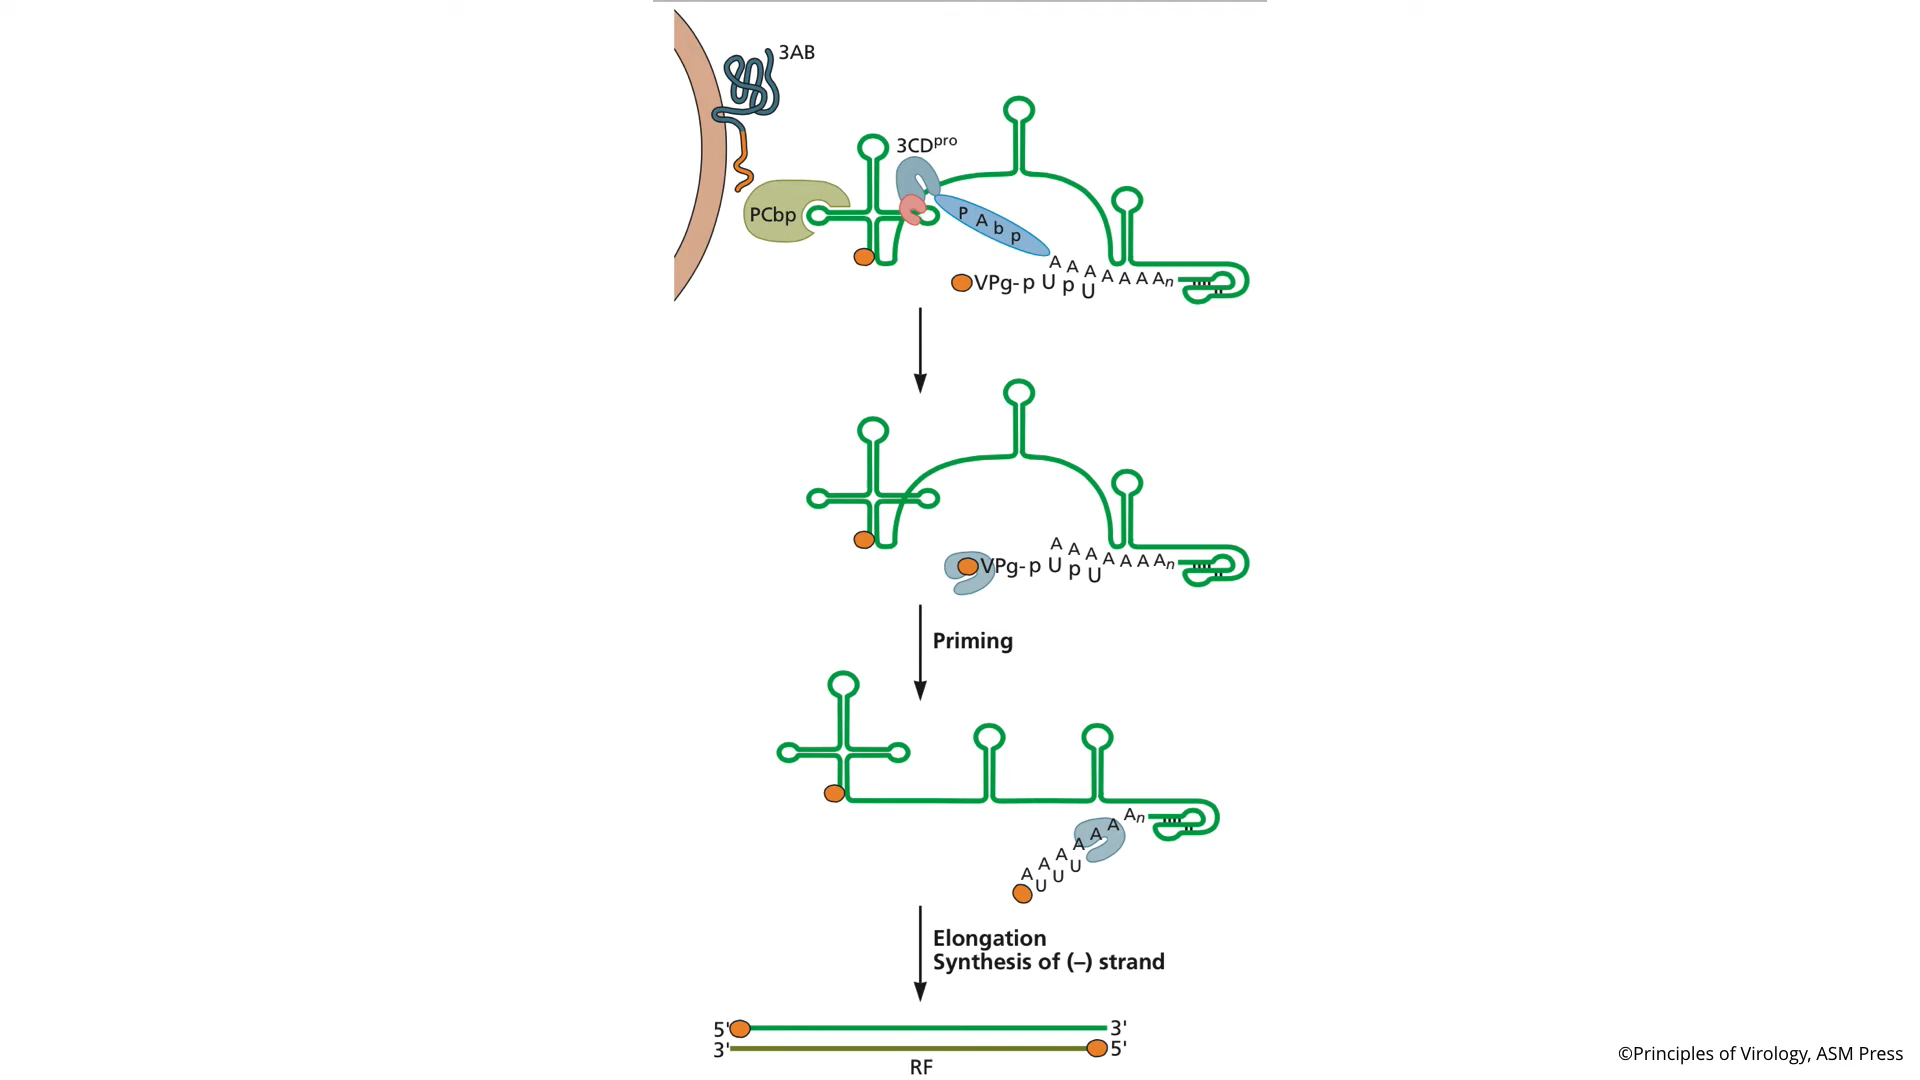 3AB
3CDpro
PCbp
PAbp
A A A A A A An
VPg-p U p U
A A A A A A An
VPg-p U p U
Priming
A A A A A A An
U U U
Elongation
Synthesis of (–) strand
5' 3'
3' 5'
RF
©Principles of Virology, ASM Press